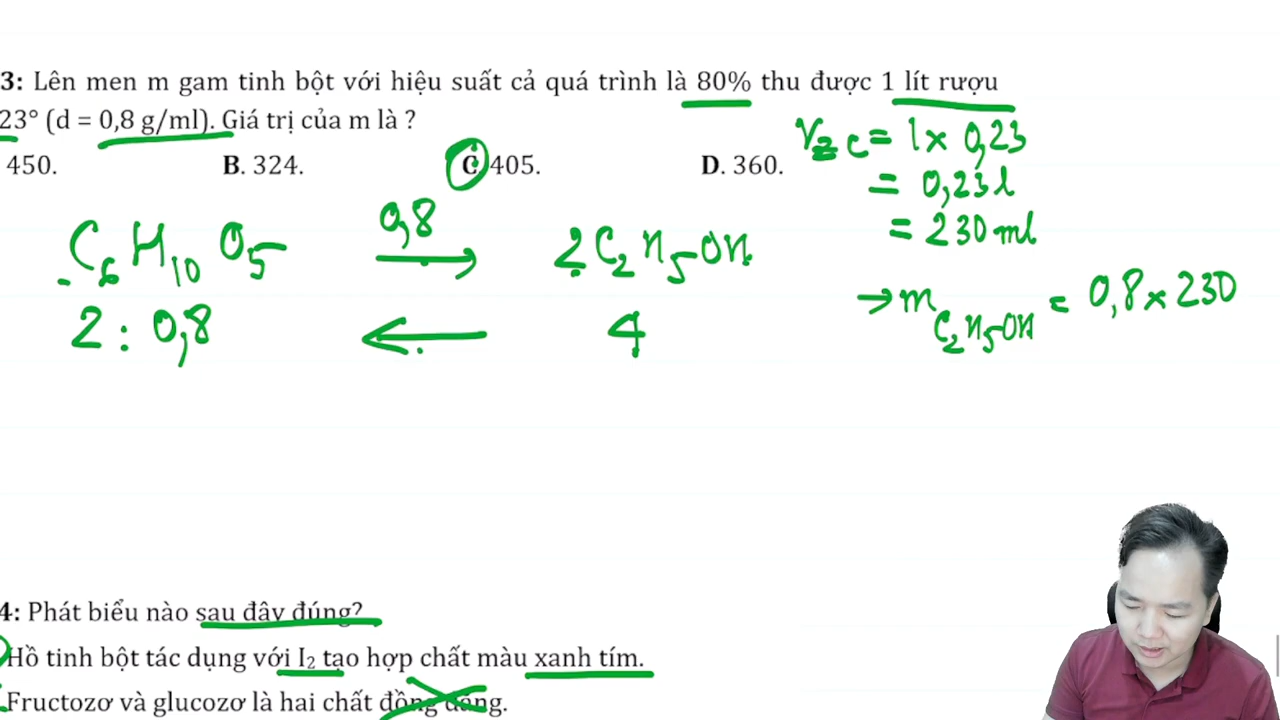 3: Lên men m gam tinh bột với hiệu suất cả quá trình là 80% thu được 1 lít rượu
23° (d = 0,8 g/ml). Giá trị của m là ?
450. B. 324. C. 405. D. 360.
V C = 1 x 0,23
= 0,23 l
= 230 ml
C6H10O5 0,8 → 2C2H5OH
2 : 0,8 ← 4
→ m C2H5OH = 0,8 x 230
4: Phát biểu nào sau đây đúng?
Hồ tinh bột tác dụng với I₂ tạo hợp chất màu xanh tím.
Fructozơ và glucozơ là hai chất đồng đẳng.